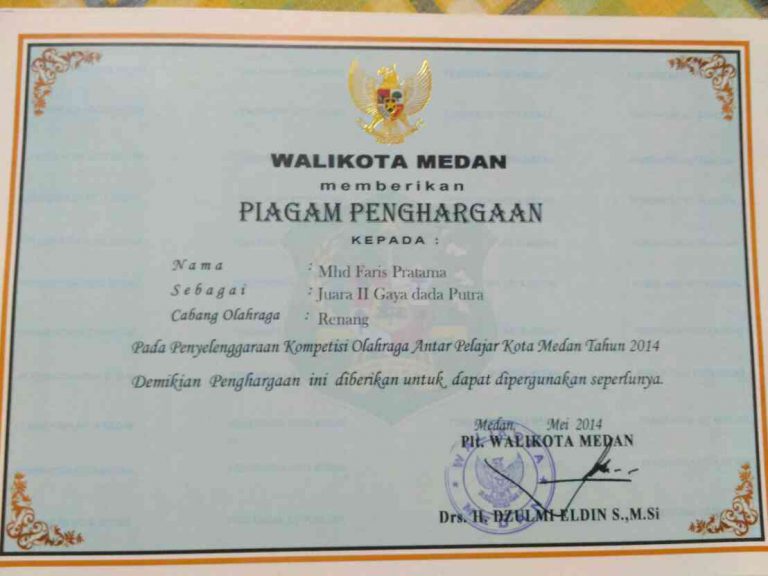 WALIKOTA MEDAN
memberikan
PIAGAM PENGHARGAAN
KEPADA :
Nama : Mhd Faris Pratama
Sebagai : Juara II Gaya dada Putra
Cabang Olahraga : Renang
Pada Penyelenggaraan Kompetisi Olahraga Antar Pelajar Kota Medan Tahun 2014
Demikian Penghargaan ini diberikan untuk dapat dipergunakan seperlunya.
Medan, Mei 2014
Plt. WALIKOTA MEDAN
WALIKOTA
MEDAN
Drs. H. DZULMI ELDIN S.,M.Si